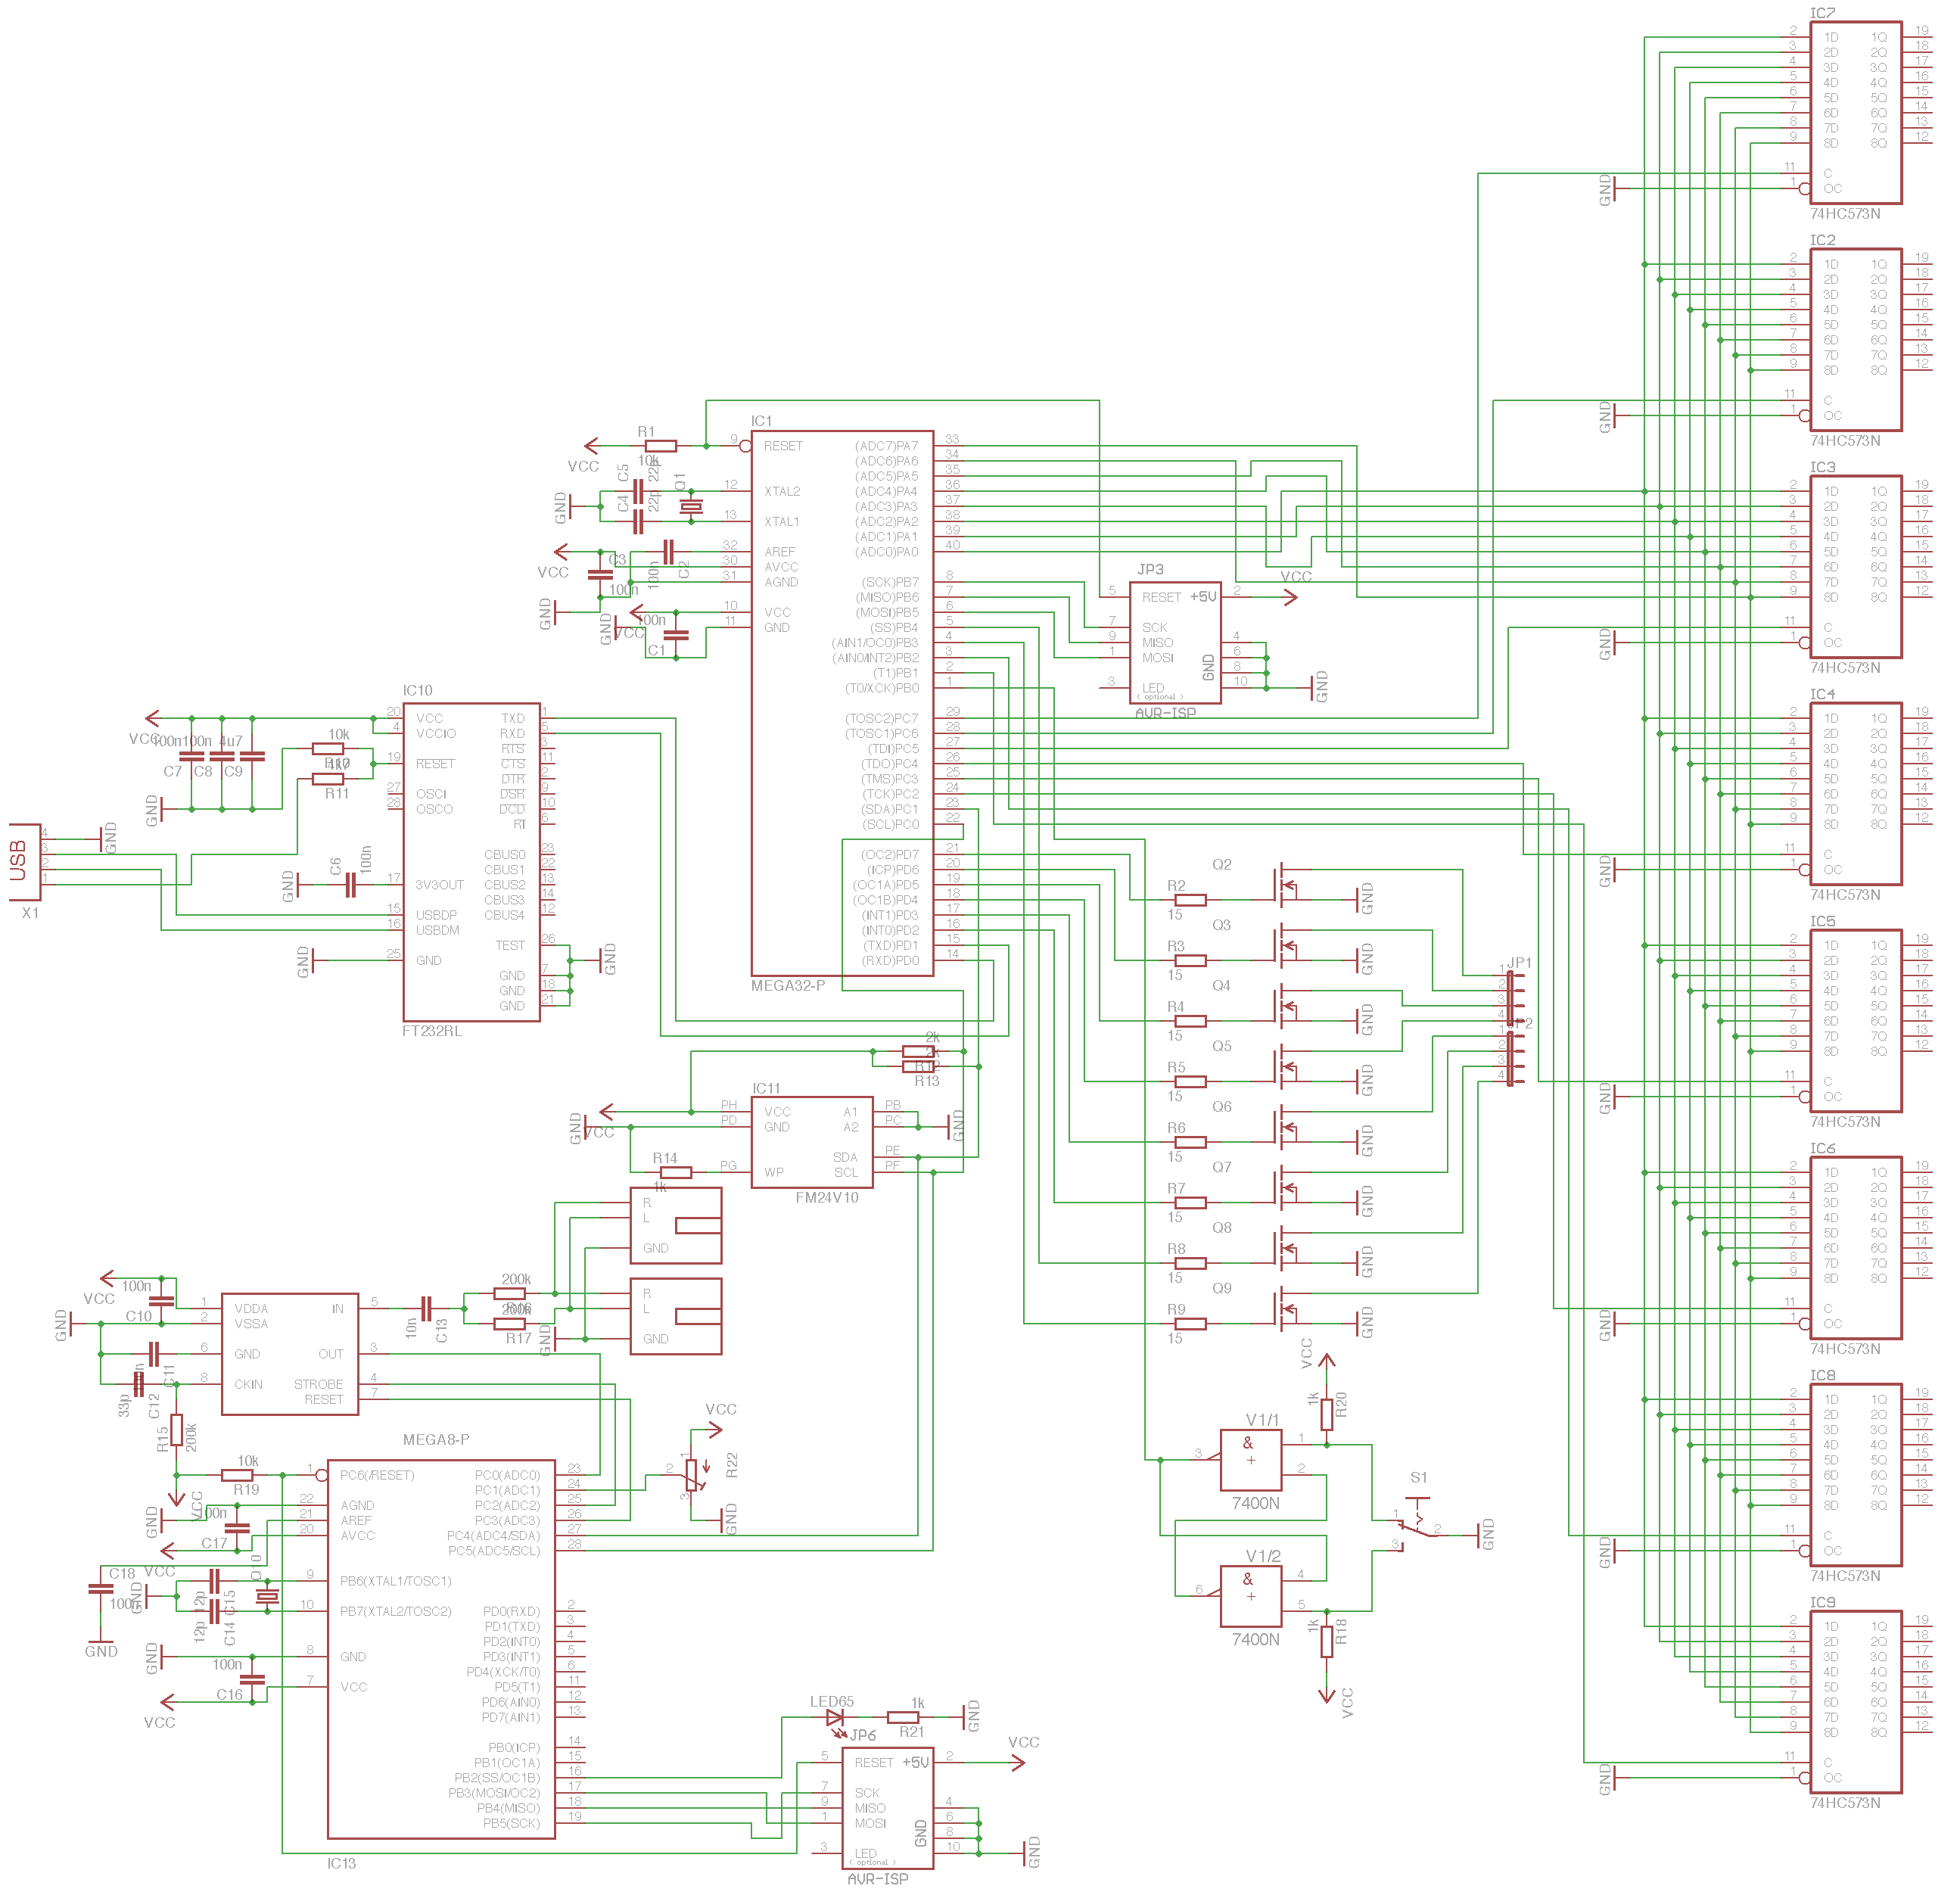 IC7
2 1D 1Q 19
3 2D 2Q 18
4 3D 3Q 17
5 4D 4Q 16
6 5D 5Q 15
7 6D 6Q 14
8 7D 7Q 13
9 8D 8Q 12
11 C
GND 1 OC
74HC573N
IC2
2 1D 1Q 19
3 2D 2Q 18
4 3D 3Q 17
5 4D 4Q 16
6 5D 5Q 15
7 6D 6Q 14
8 7D 7Q 13
9 8D 8Q 12
11 C
GND 1 OC
74HC573N
IC3
2 1D 1Q 19
3 2D 2Q 18
4 3D 3Q 17
5 4D 4Q 16
6 5D 5Q 15
7 6D 6Q 14
8 7D 7Q 13
9 8D 8Q 12
11 C
GND 1 OC
74HC573N
IC4
2 1D 1Q 19
3 2D 2Q 18
4 3D 3Q 17
5 4D 4Q 16
6 5D 5Q 15
7 6D 6Q 14
8 7D 7Q 13
9 8D 8Q 12
11 C
GND 1 OC
74HC573N
IC5
2 1D 1Q 19
3 2D 2Q 18
4 3D 3Q 17
5 4D 4Q 16
6 5D 5Q 15
7 6D 6Q 14
8 7D 7Q 13
9 8D 8Q 12
11 C
GND 1 OC
74HC573N
IC6
2 1D 1Q 19
3 2D 2Q 18
4 3D 3Q 17
5 4D 4Q 16
6 5D 5Q 15
7 6D 6Q 14
8 7D 7Q 13
9 8D 8Q 12
11 C
GND 1 OC
74HC573N
IC8
2 1D 1Q 19
3 2D 2Q 18
4 3D 3Q 17
5 4D 4Q 16
6 5D 5Q 15
7 6D 6Q 14
8 7D 7Q 13
9 8D 8Q 12
11 C
GND 1 OC
74HC573N
IC9
2 1D 1Q 19
3 2D 2Q 18
4 3D 3Q 17
5 4D 4Q 16
6 5D 5Q 15
7 6D 6Q 14
8 7D 7Q 13
9 8D 8Q 12
11 C
GND 1 OC
74HC573N
IC1
R1
10k
VCC
9 RESET
C5
C4 22p
Q1
GND
12 XTAL2
13 XTAL1
32 AREF
30 AVCC
31 AGND
10 VCC
11 GND
VCC
C3
100n
100n
C2
GND
GND
VCC
100n
C1
(ADC7)PA7 33
(ADC6)PA6 34
(ADC5)PA5 35
(ADC4)PA4 36
(ADC3)PA3 37
(ADC2)PA2 38
(ADC1)PA1 39
(ADC0)PA0 40
(SCK)PB7 8
(MISO)PB6 7
(MOSI)PB5 6
(SS)PB4 5
(AIN1/OC0)PB3 4
(AIN0/INT2)PB2 3
(T1)PB1 2
(T0/XCK)PB0 1
(TOSC2)PC7 29
(TOSC1)PC6 28
(TDI)PC5 27
(TDO)PC4 26
(TMS)PC3 25
(TCK)PC2 24
(SDA)PC1 23
(SCL)PC0 22
(OC2)PD7 21
(ICP)PD6 20
(OC1A)PD5 19
(OC1B)PD4 18
(INT1)PD3 17
(INT0)PD2 16
(TXD)PD1 15
(RXD)PD0 14
MEGA32-P
JP3
5 RESET +5V 2 VCC
7 SCK
9 MISO 4
1 MOSI 6
GND 8
3 LED 10 GND
( optional )
AVR-ISP
IC10
20 VCC TXD 1
4 VCCIO RXD 5
RTS 3
19 RESET CTS 11
DTR 2
27 OSCI DSR 9
28 OSCO DCD 10
RI 6
CBUS0 23
CBUS1 22
17 3V3OUT CBUS2 13
CBUS3 14
15 USBDP CBUS4 12
16 USBDM
TEST 26
GND 25 GND GND
GND 7
GND 18
GND 21
FT232RL
VCC
100n 100n 4u7
C7 C8 C9
GND
10k
R11
C6
100n
GND
USB
4 GND
3
2
1
X1
Q2
R2
15
GND
Q3
R3
15
GND
Q4
R4
15
GND
Q5
R5
15
GND
Q6
R6
15
GND
Q7
R7
15
GND
Q8
R8
15
GND
Q9
R9
15
GND
JP1
1
2
3
4
1
2
3
4
2k
R13
IC11
PH VCC A1 PB
PD GND A2 PC
SDA PE
PG WP SCL PF
FM24V10
GND
VCC
GND
R14
1k
R
L
GND
R
L
GND
GND
200k
R17
C13
10n
VCC
100n
C10
GND
1 VDDA IN 5
2 VSSA
6 GND OUT 3
8 CKIN STROBE 4
RESET 7
C11
33p
C12
R15
200k
MEGA8-P
10k
R19
VCC
1 PC6(/RESET) PC0(ADC0) 23
PC1(ADC1) 24
22 AGND PC2(ADC2) 25
21 AREF PC3(ADC3) 26
20 AVCC PC4(ADC4/SDA) 27
PC5(ADC5/SCL) 28
9 PB6(XTAL1/TOSC1)
10 PB7(XTAL2/TOSC2) PD0(RXD) 2
PD1(TXD) 3
PD2(INT0) 4
8 GND PD3(INT1) 5
PD4(XCK/T0) 6
7 VCC PD5(T1) 11
PD6(AIN0) 12
PD7(AIN1) 13
PB0(ICP) 14
PB1(OC1A) 15
PB2(SS/OC1B) 16
PB3(MOSI/OC2) 17
PB4(MISO) 18
PB5(SCK) 19
IC13
GND
100n
C17
VCC
Q10
C18
100n
GND
GND
12p
C15
12p
C14
GND
100n
C16
VCC
VCC
1
2
3
R22
GND
VCC
1k
R20
V1/1
3 & 1
2
7400N
V1/2
6 & 4
5
7400N
1k
R18
VCC
S1
1
2
3
GND
LED65
1k
R21
GND
JP6
5 RESET +5V 2 VCC
7 SCK
9 MISO 4
1 MOSI 6
GND 8
3 LED 10 GND
( optional )
AVR-ISP